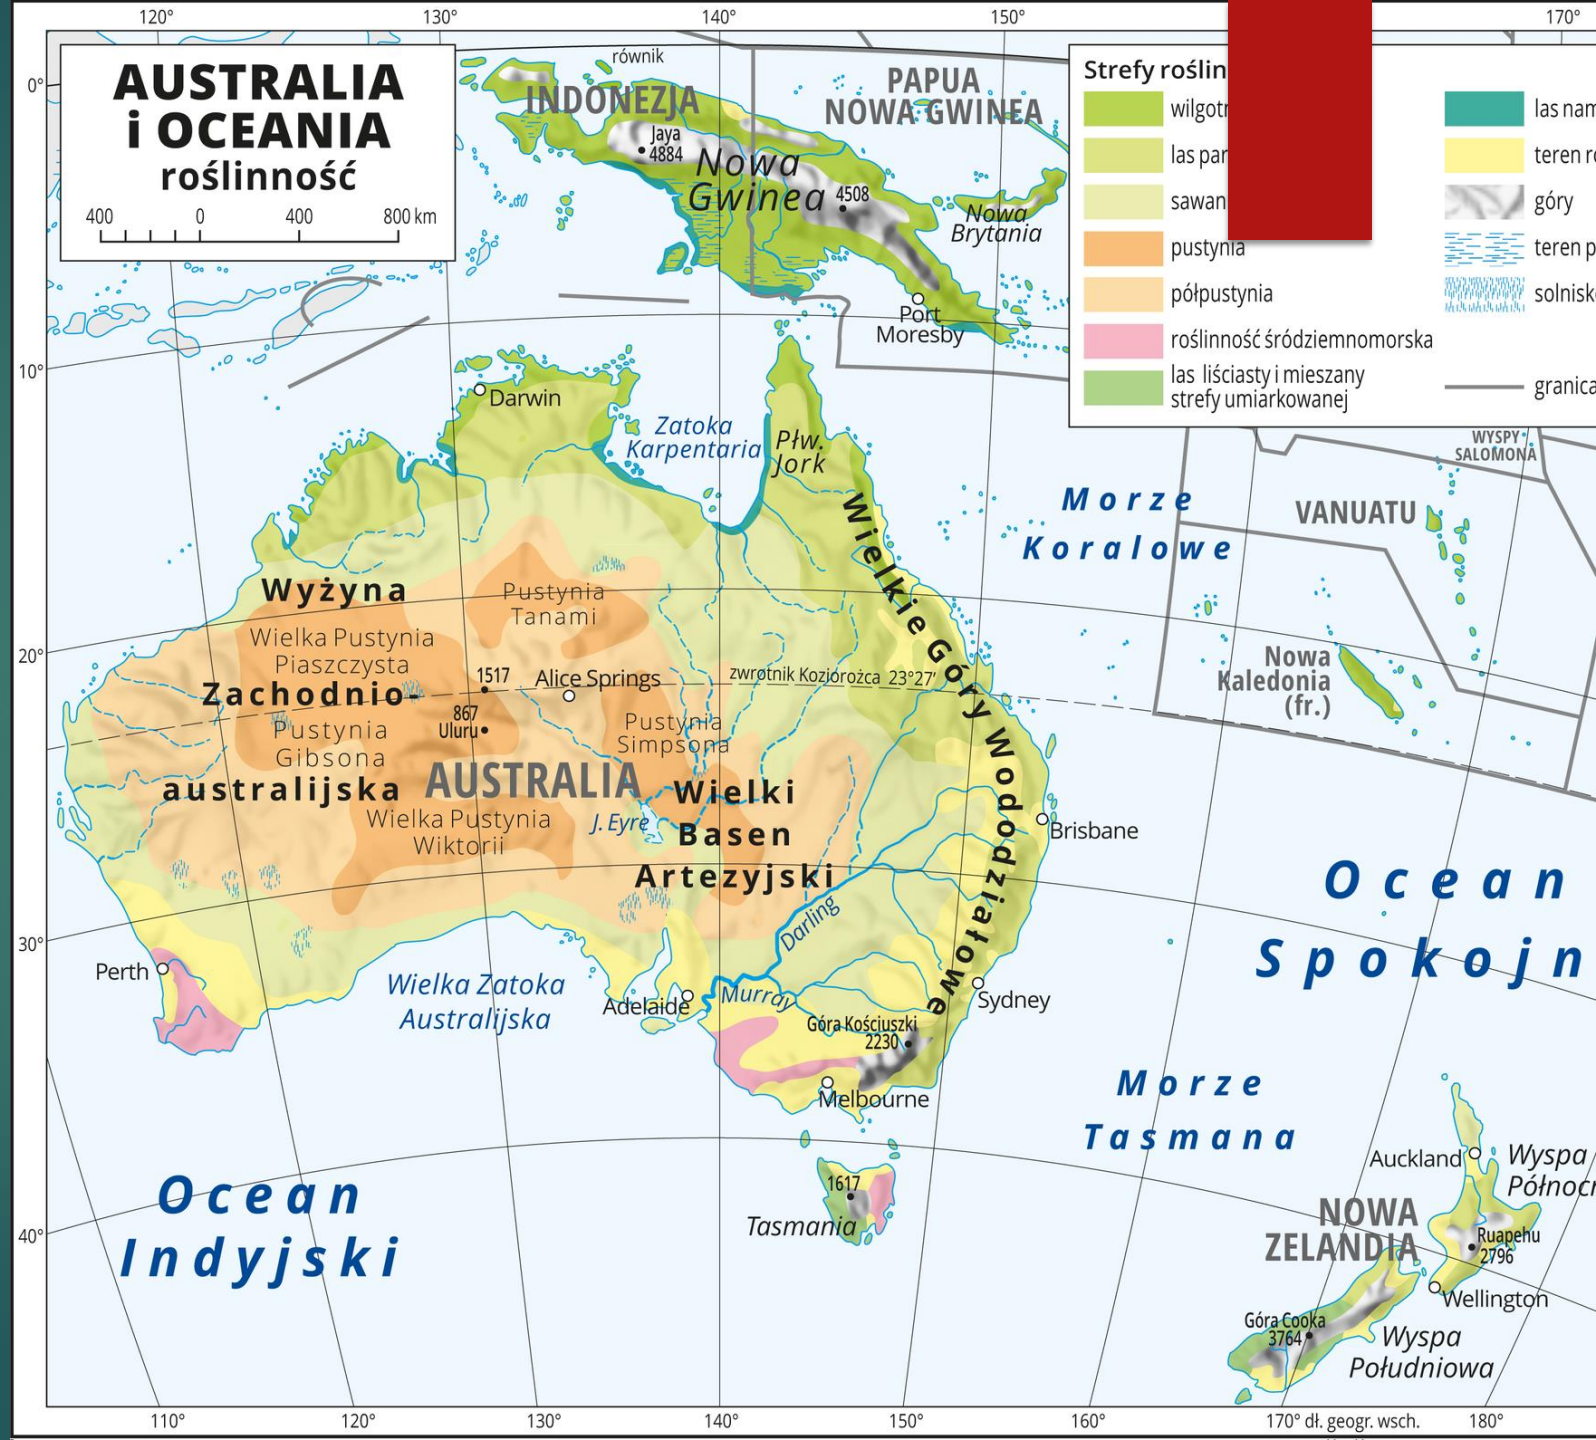 120°
130°
140°
150°
170°
AUSTRALIA
i OCEANIA
roślinność
400 0 400 800 km
0°
10°
20°
30°
40°
równik
INDONEZJA
PAPUA
NOWA GWINEA
Jaya
4884
Nowa
Gwinea
4508
Nowa
Brytania
Port
Moresby
Strefy roślin
las par
pustynia
półpustynia
roślinność śródziemnomorska
las liściasty i mieszany
strefy umiarkowanej
las nam
teren
góry
teren
granica
Darwin
Zatoka
Karpentaria
Płw.
Jork
WYSPY
SALOMONA
VANUATU
Morze
Koralowe
Nowa
Kaledonia
(fr.)
Wielkie Góry Wododziałowe
Wyżyna
Wielka Pustynia
Piaszczysta
Zachodnio-
Pustynia
Gibsona
australijska
Pustynia
Tanami
1517
Alice Springs
867
Uluru
zwrotnik Koziorożca 23°27′
Pustynia
Simpsona
AUSTRALIA
Wielka Pustynia
Wiktorii
J. Eyre
Wielki
Basen
Artezyjski
Brisbane
Darling
Murray
Perth
Wielka Zatoka
Australijska
Adelaide
Sydney
Góra Kościuszki
2230
Melbourne
Ocean
Spokojn
Morze
Tasmana
Ocean
Indyjski
1617
Tasmania
Auckland
Wyspa
NOWA
ZELANDIA
Ruapehu
2796
Wellington
Góra Cooka
3764
Wyspa
Południowa
110°
120°
130°
140°
150°
160°
170° dł. geogr. wsch.
180°